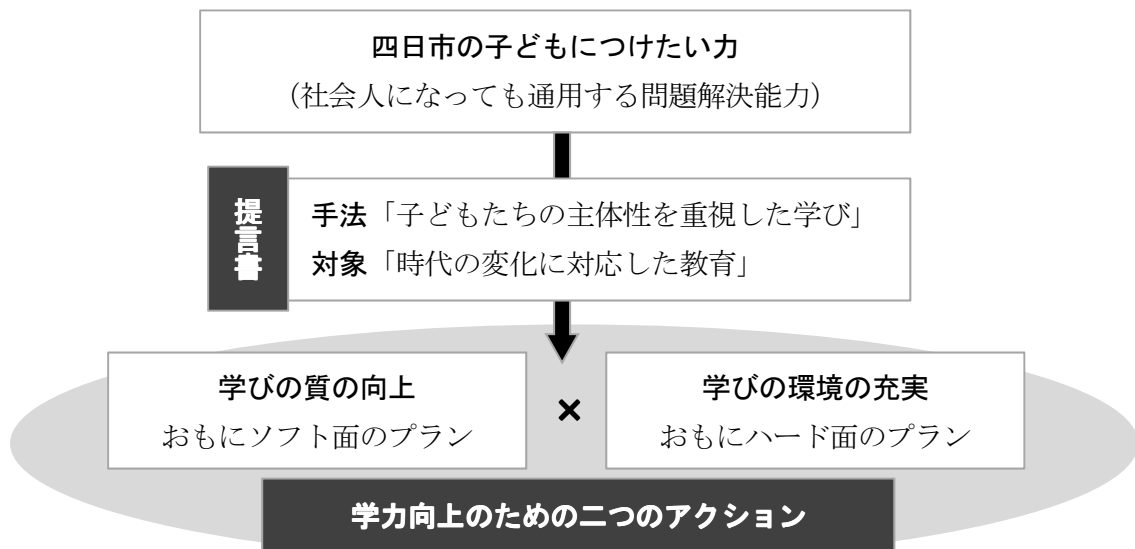 四日市の子どもにつけたい力
（社会人になっても通用する問題解決能力）
提言書
手法「子どもたちの主体性を重視した学び」
対象「時代の変化に対応した教育」
学びの質の向上
おもにソフト面のプラン
×
学びの環境の充実
おもにハード面のプラン
学力向上のための二つのアクション